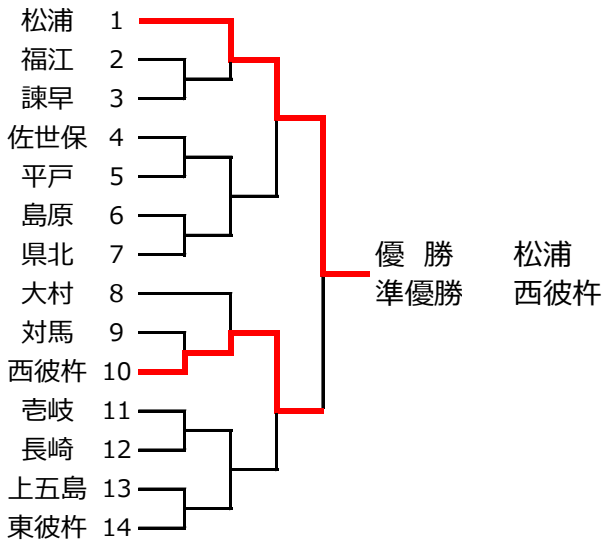 松浦 1
福江 2
諫早 3
佐世保 4
平戸 5
島原 6
県北 7
優 勝 松浦
準優勝 西彼杵
大村 8
対馬 9
西彼杵 10
壱岐 11
長崎 12
上五島 13
東彼杵 14